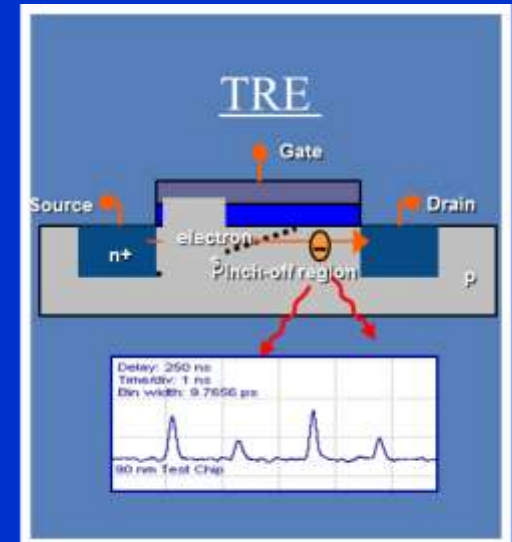 TRE
Gate
Source
Drain
electron
n+
s
Pinch-off region
p
Delay: 250 ns
Time/div: 1 ns
Bin width: 9.7656 ps
90 nm Test Chip